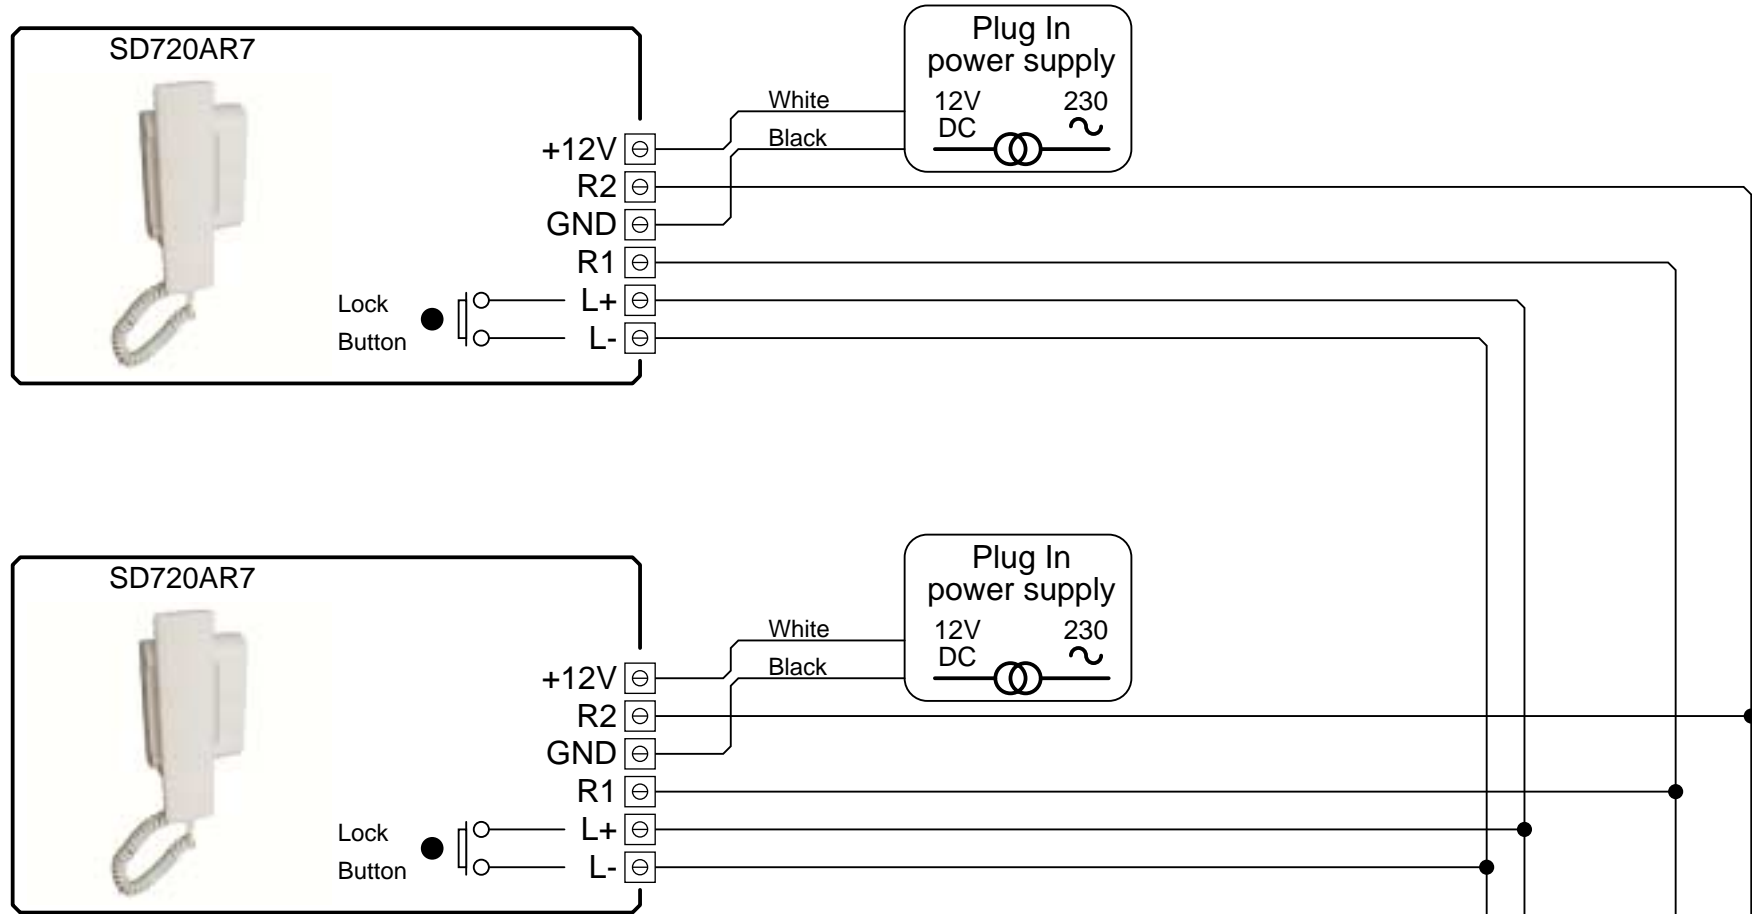 SD720AR7
Plug In
power supply
12V 230
DC
White
Black
+12V
R2
GND
R1
L+
L-
Lock
Button
SD720AR7
Plug In
power supply
12V 230
DC
White
Black
+12V
R2
GND
R1
L+
L-
Lock
Button